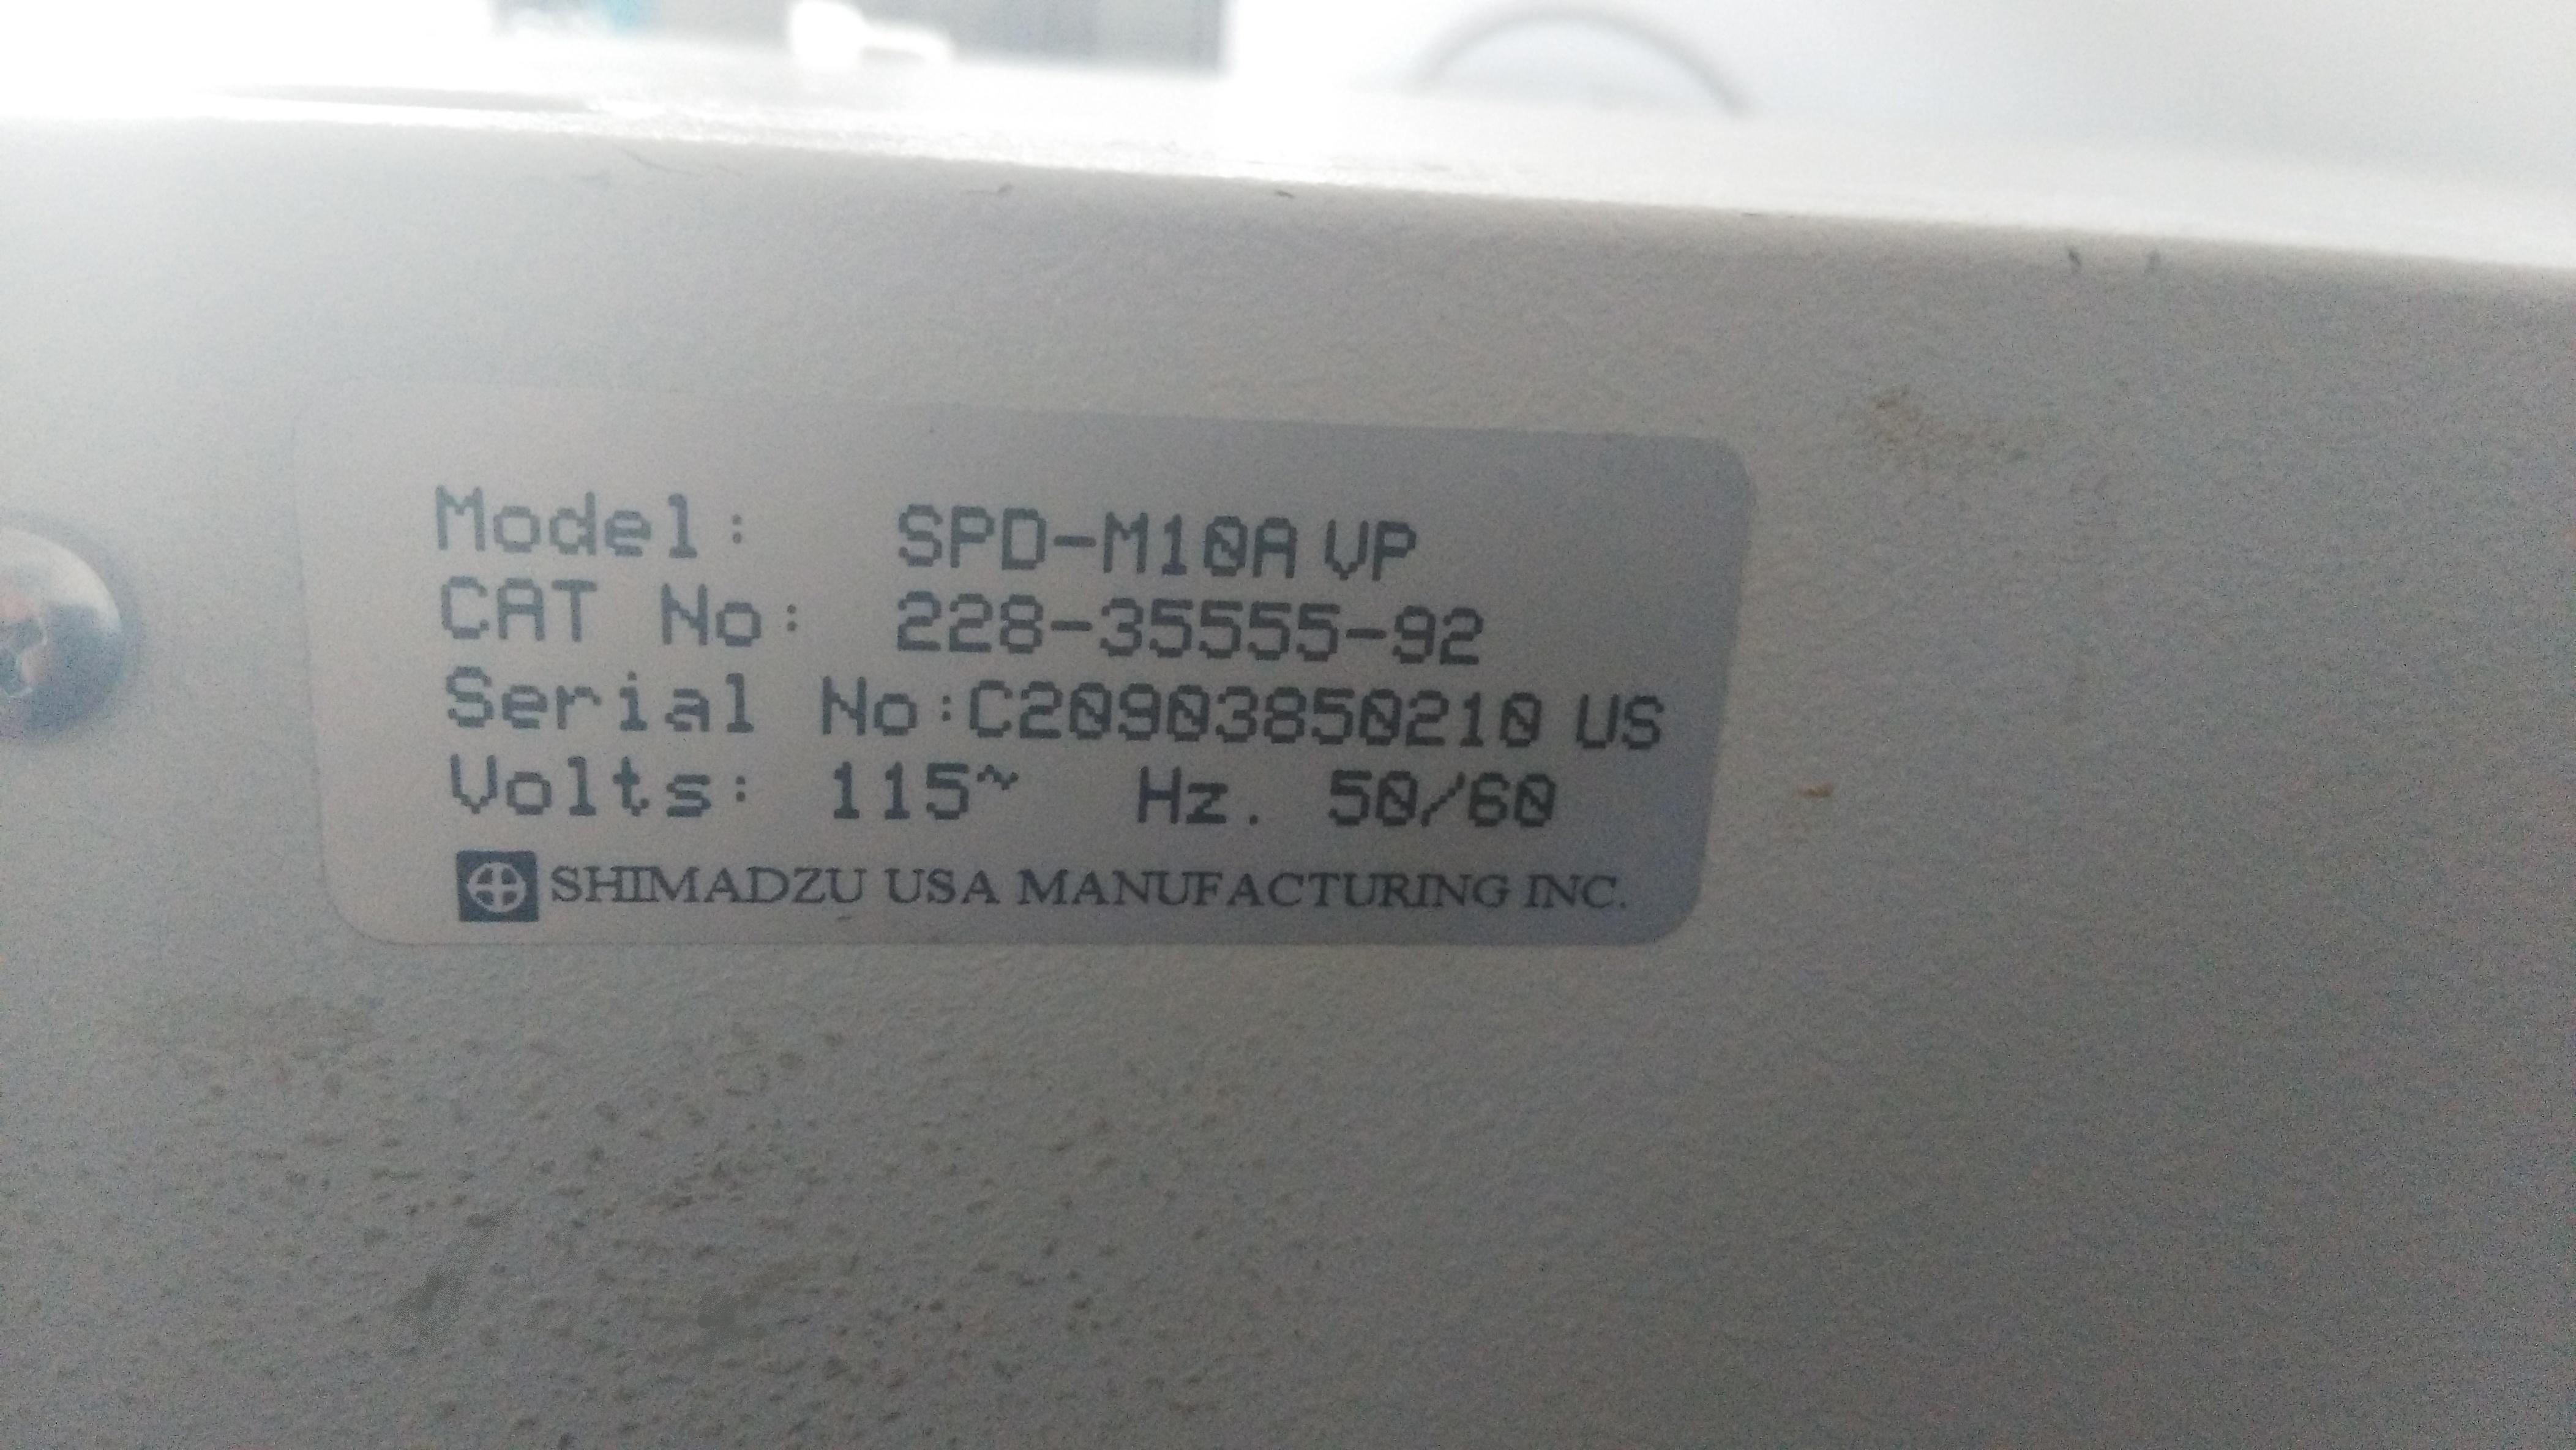 Model: SPD-M10A VP
CAT No: 228-35555-92
Serial No:C20903850210 US
Volts: 115~ Hz. 50/60
SHIMADZU USA MANUFACTURING INC.